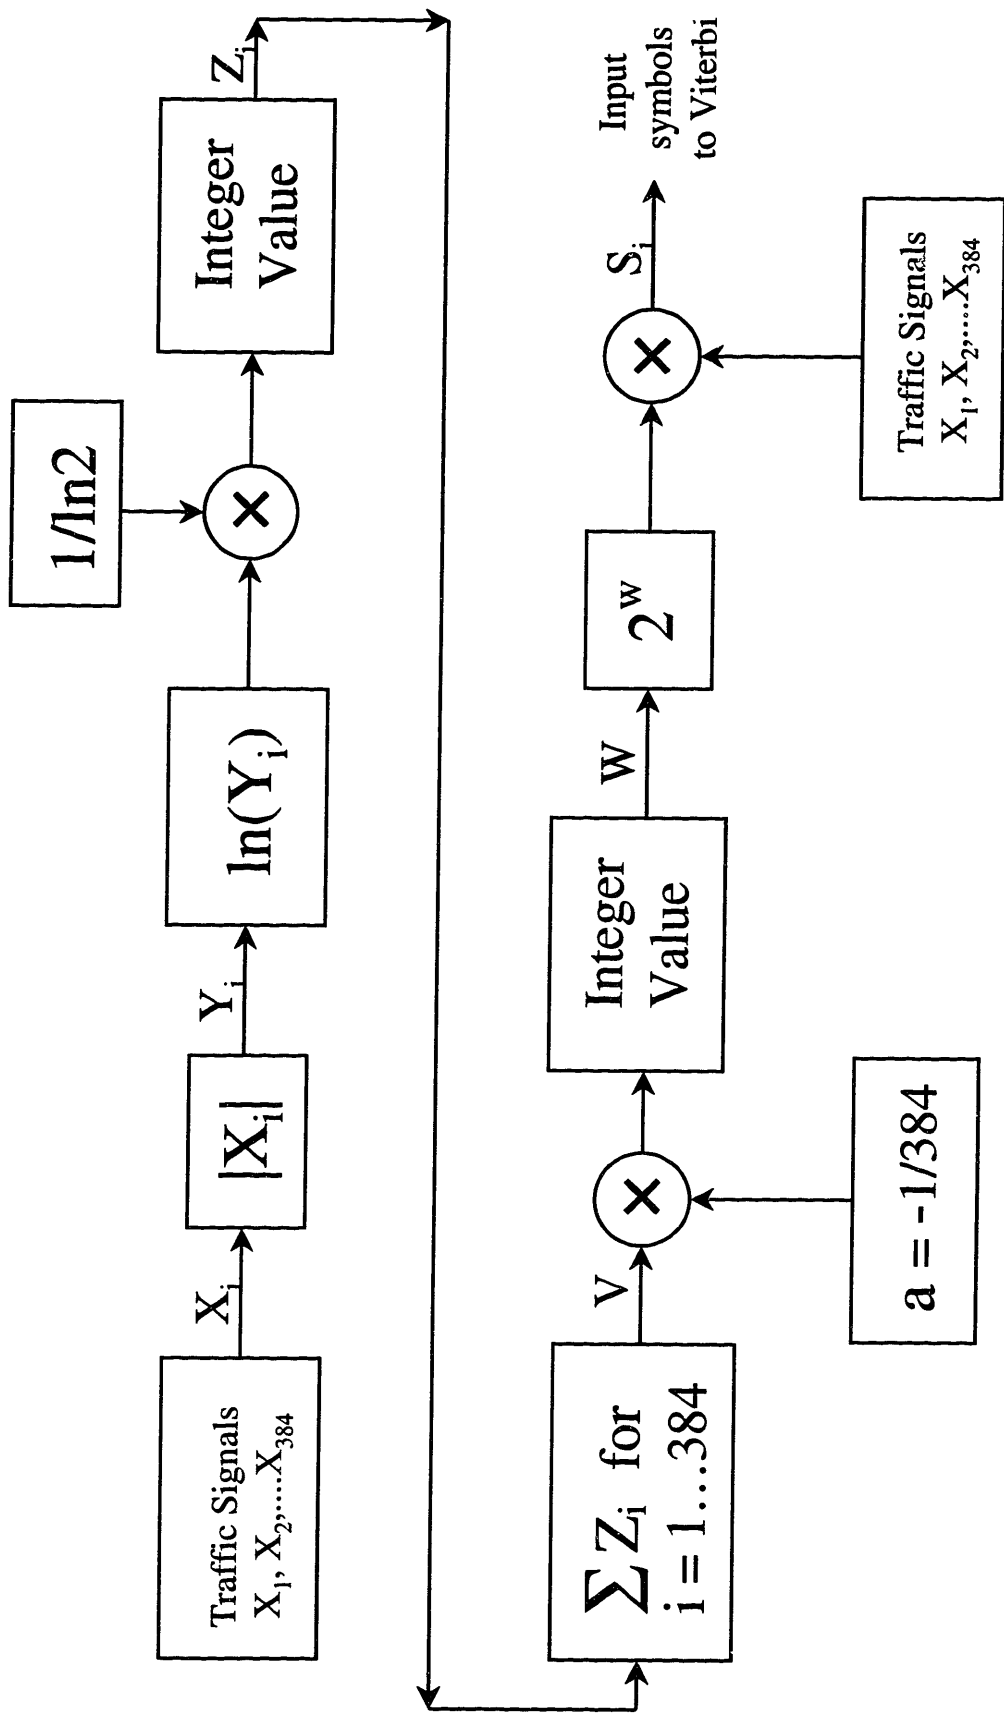 Traffic Signals
X1, X2,....X384
Xi
|Xi|
Yi
ln(Yi)
1/ln2
×
Integer
Value
Zi
∑Zi for
i = 1...384
V
×
a = -1/384
Integer
Value
W
2^w
×
Traffic Signals
X1, X2,....X384
Si
Input
symbols
to Viterbi